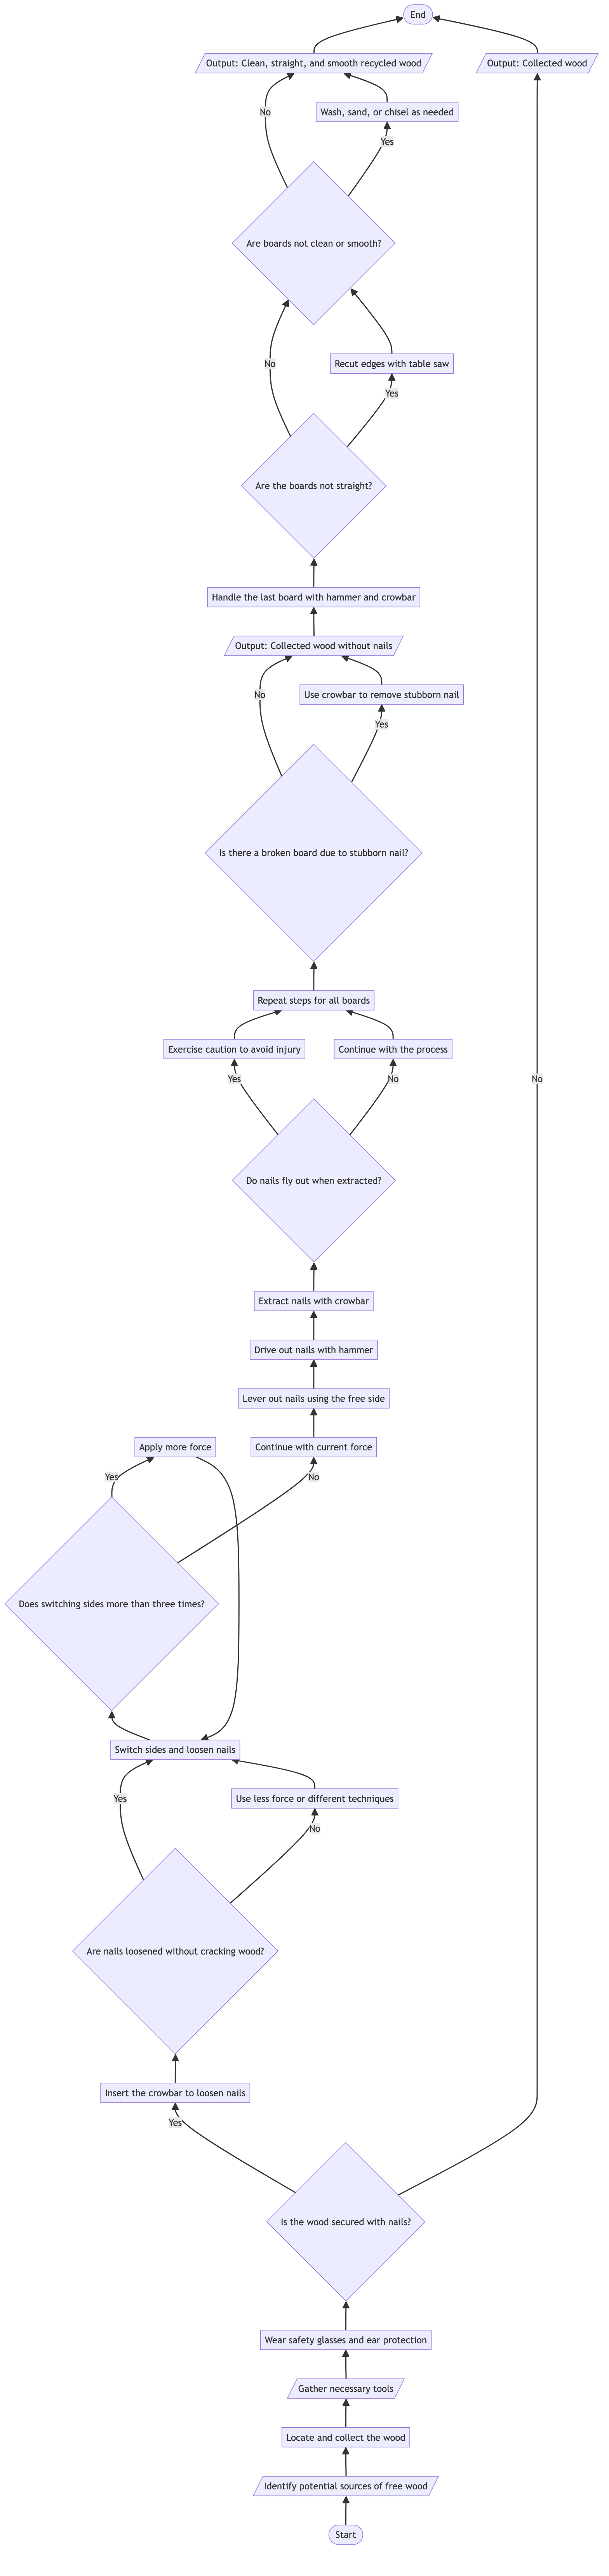 End
Output: Clean, straight, and smooth recycled wood
Output: Collected wood
No
Wash, sand, or chisel as needed
Yes
Are boards not clean or smooth?
No
Recut edges with table saw
Yes
Are the boards not straight?
Handle the last board with hammer and crowbar
Output: Collected wood without nails
No
Use crowbar to remove stubborn nail
Yes
Is there a broken board due to stubborn nail?
Repeat steps for all boards
Exercise caution to avoid injury
Continue with the process
Yes
No
No
Do nails fly out when extracted?
Extract nails with crowbar
Drive out nails with hammer
Lever out nails using the free side
Apply more force
Continue with current force
Yes
No
Does switching sides more than three times?
Switch sides and loosen nails
Yes
Use less force or different techniques
No
Are nails loosened without cracking wood?
Insert the crowbar to loosen nails
Yes
Is the wood secured with nails?
Wear safety glasses and ear protection
Gather necessary tools
Locate and collect the wood
Identify potential sources of free wood
Start